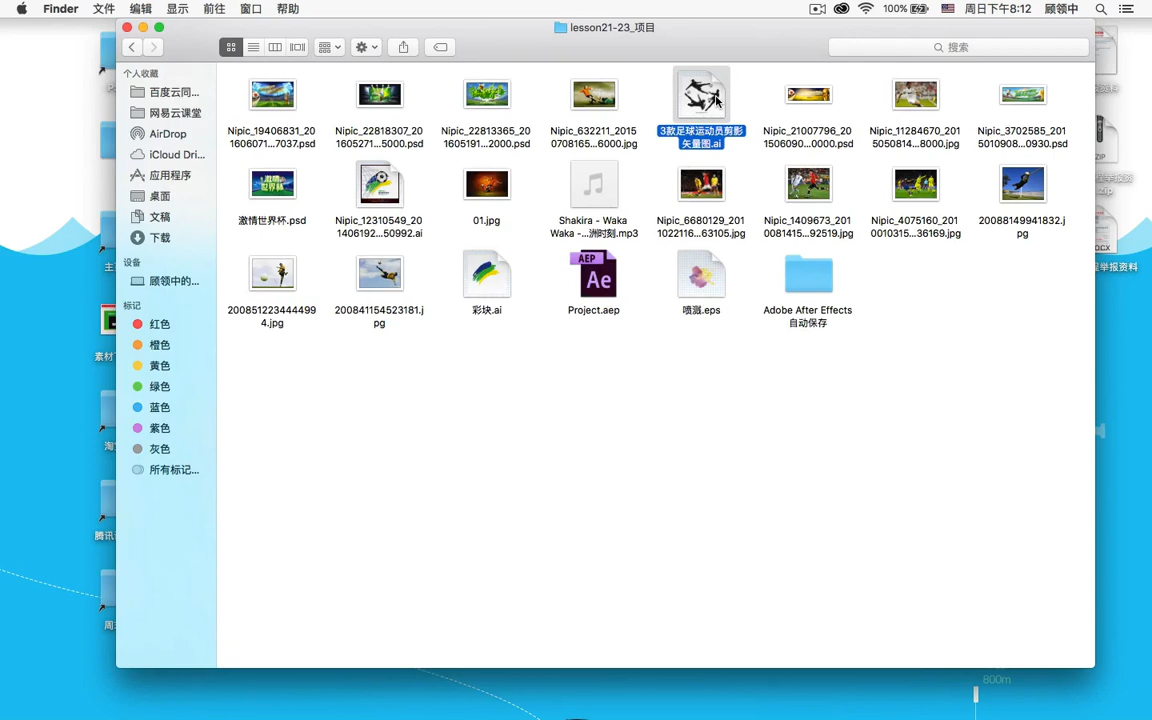 Finder 文件 编辑 显示 前往 窗口 帮助 100% 周日下午8:12 顾领中
lesson21-23_项目
搜索
个人收藏
百度云同...
网易云课堂
AirDrop
iCloud Dri...
应用程序
桌面
文稿
下载
设备
顾领中的...
标记
红色
橙色
黄色
绿色
蓝色
紫色
灰色
所有标记...
Nipic_19406831_20
1606071...7037.psd
Nipic_22818307_20
1605271...5000.psd
Nipic_22813365_20
1605191...2000.psd
Nipic_632211_2015
0708165...6000.jpg
3款足球运动员剪影
矢量图.ai
Nipic_21007796_20
1506090...0000.psd
Nipic_11284670_201
5050814...8000.jpg
Nipic_3702585_201
5010908...0930.psd
激情世界杯.psd
Nipic_12310549_20
1406192...50992.ai
01.jpg
Shakira - Waka
Waka -...洲时刻.mp3
Nipic_6680129_201
1022116...63105.jpg
Nipic_1409673_201
0081415...92519.jpg
Nipic_4075160_201
0010315...36169.jpg
20088149941832.j
pg
200851223444499
4.jpg
200841154523181.j
pg
彩块.ai
AEP
Ae
Project.aep
喷溅.eps
Adobe After Effects
自动保存
ZIP
DOCX
800m